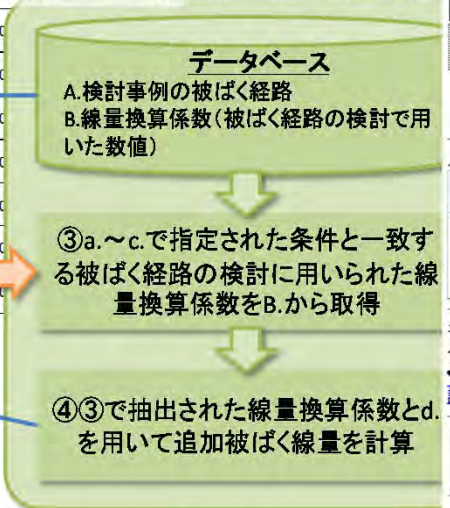 データベース
A.検討事例の被ばく経路
B.線量換算係数(被ばく経路の検討で用
いた数値)
③a.～c.で指定された条件と一致す
る被ばく経路の検討に用いられた線
量換算係数をB.から取得
④③で抽出された線量換算係数とd.
を用いて追加被ばく線量を計算